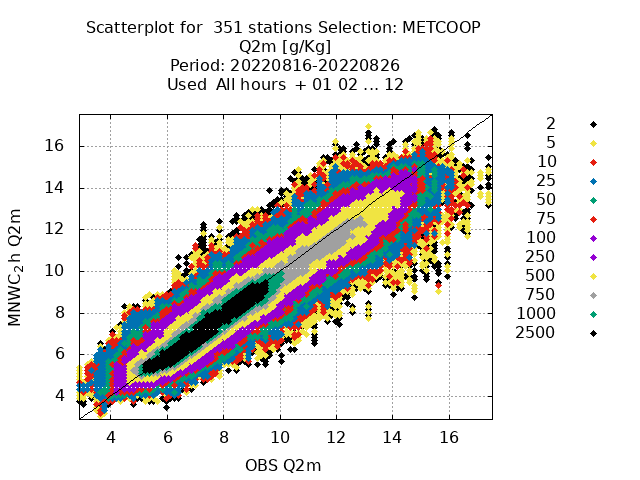 Scatterplot for  351 stations Selection: METCOOP
Q2m [g/Kg]
Period: 20220816-20220826
Used  All hours  + 01 02 ... 12
2
5
10
25
50
75
100
250
500
750
1000
2500
16
14
12
10
8
6
4
MNWC₂h Q2m
4 6 8 10 12 14 16
OBS Q2m